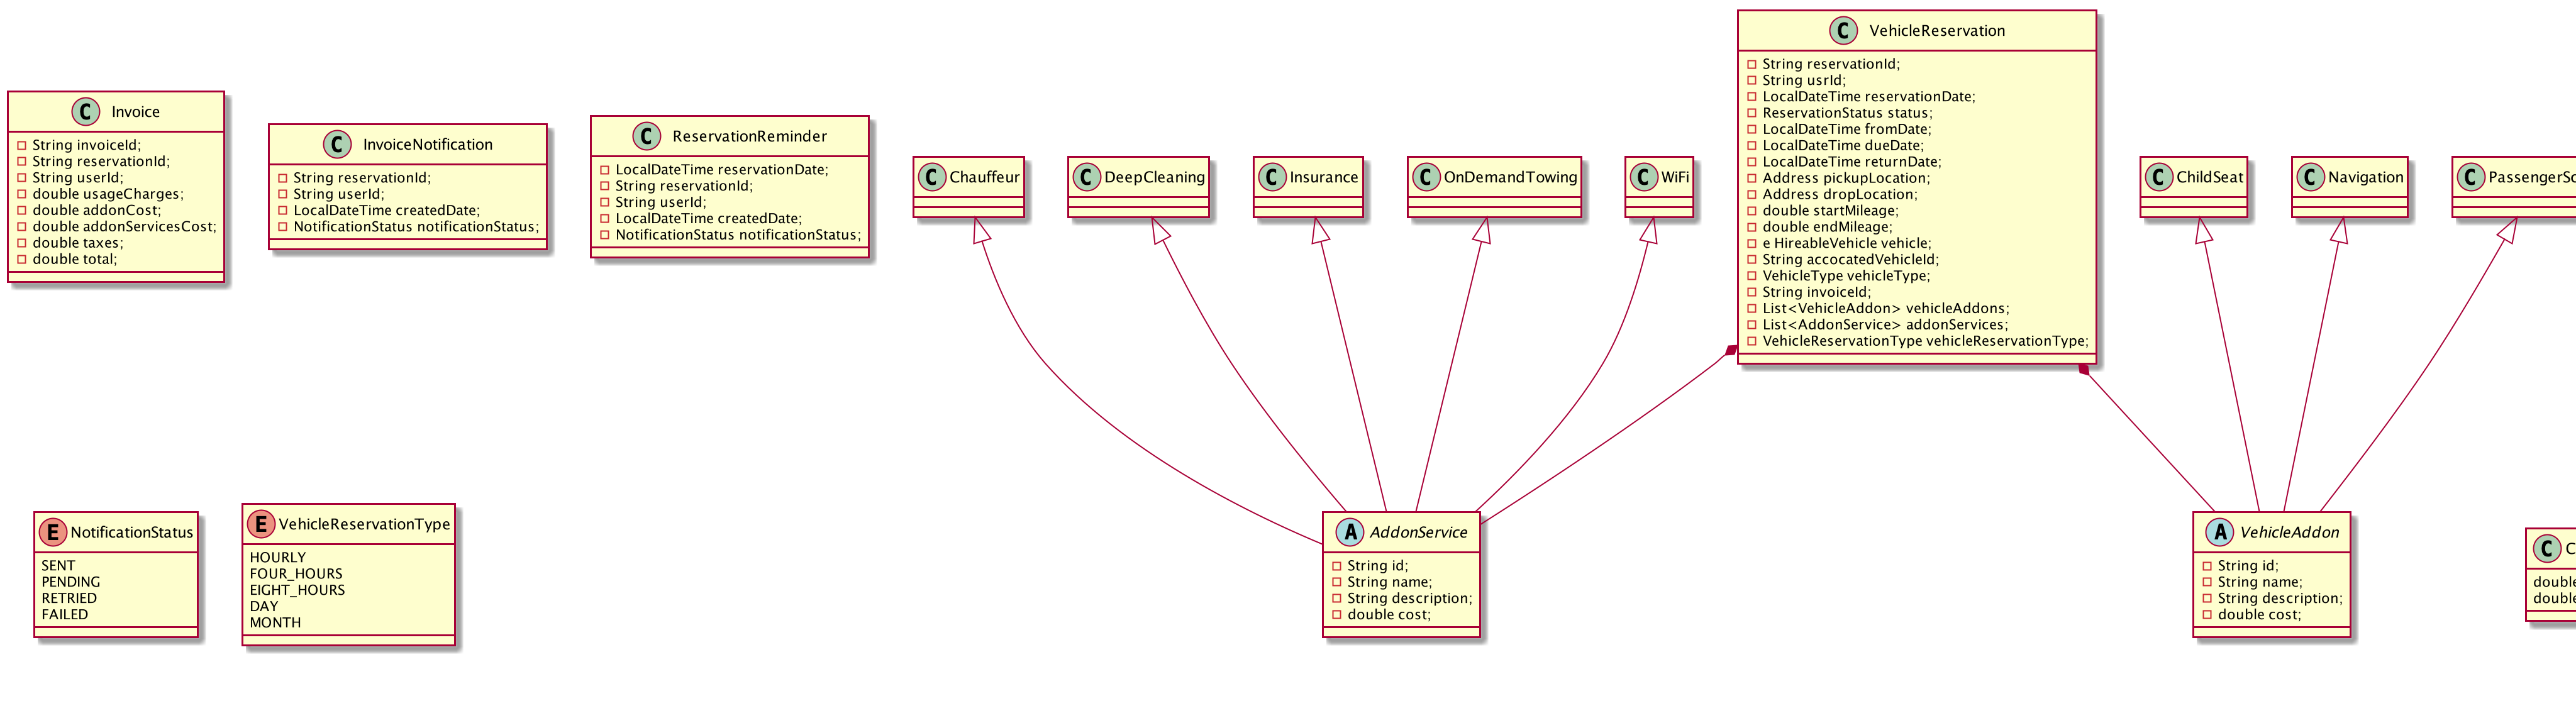 C Invoice
String invoiceId;
String reservationId;
String userId;
double usageCharges;
double addonCost;
double addonServicesCost;
double taxes;
double total;
C InvoiceNotification
String reservationId;
String userId;
LocalDateTime createdDate;
NotificationStatus notificationStatus;
C ReservationReminder
LocalDateTime reservationDate;
String reservationId;
String userId;
LocalDateTime createdDate;
NotificationStatus notificationStatus;
C Chauffeur
C DeepCleaning
C Insurance
C OnDemandTowing
C WiFi
C VehicleReservation
String reservationId;
String usrId;
LocalDateTime reservationDate;
ReservationStatus status;
LocalDateTime fromDate;
LocalDateTime dueDate;
LocalDateTime returnDate;
Address pickupLocation;
Address dropLocation;
double startMileage;
double endMileage;
e HireableVehicle vehicle;
String accocatedVehicleId;
VehicleType vehicleType;
String invoiceId;
List<VehicleAddon> vehicleAddons;
List<AddonService> addonServices;
VehicleReservationType vehicleReservationType;
C ChildSeat
C Navigation
C
E NotificationStatus
SENT
PENDING
RETRIED
FAILED
E VehicleReservationType
HOURLY
FOUR_HOURS
EIGHT_HOURS
DAY
MONTH
A AddonService
String id;
String name;
String description;
double cost;
A VehicleAddon
String id;
String name;
String description;
double cost;
C
double
double